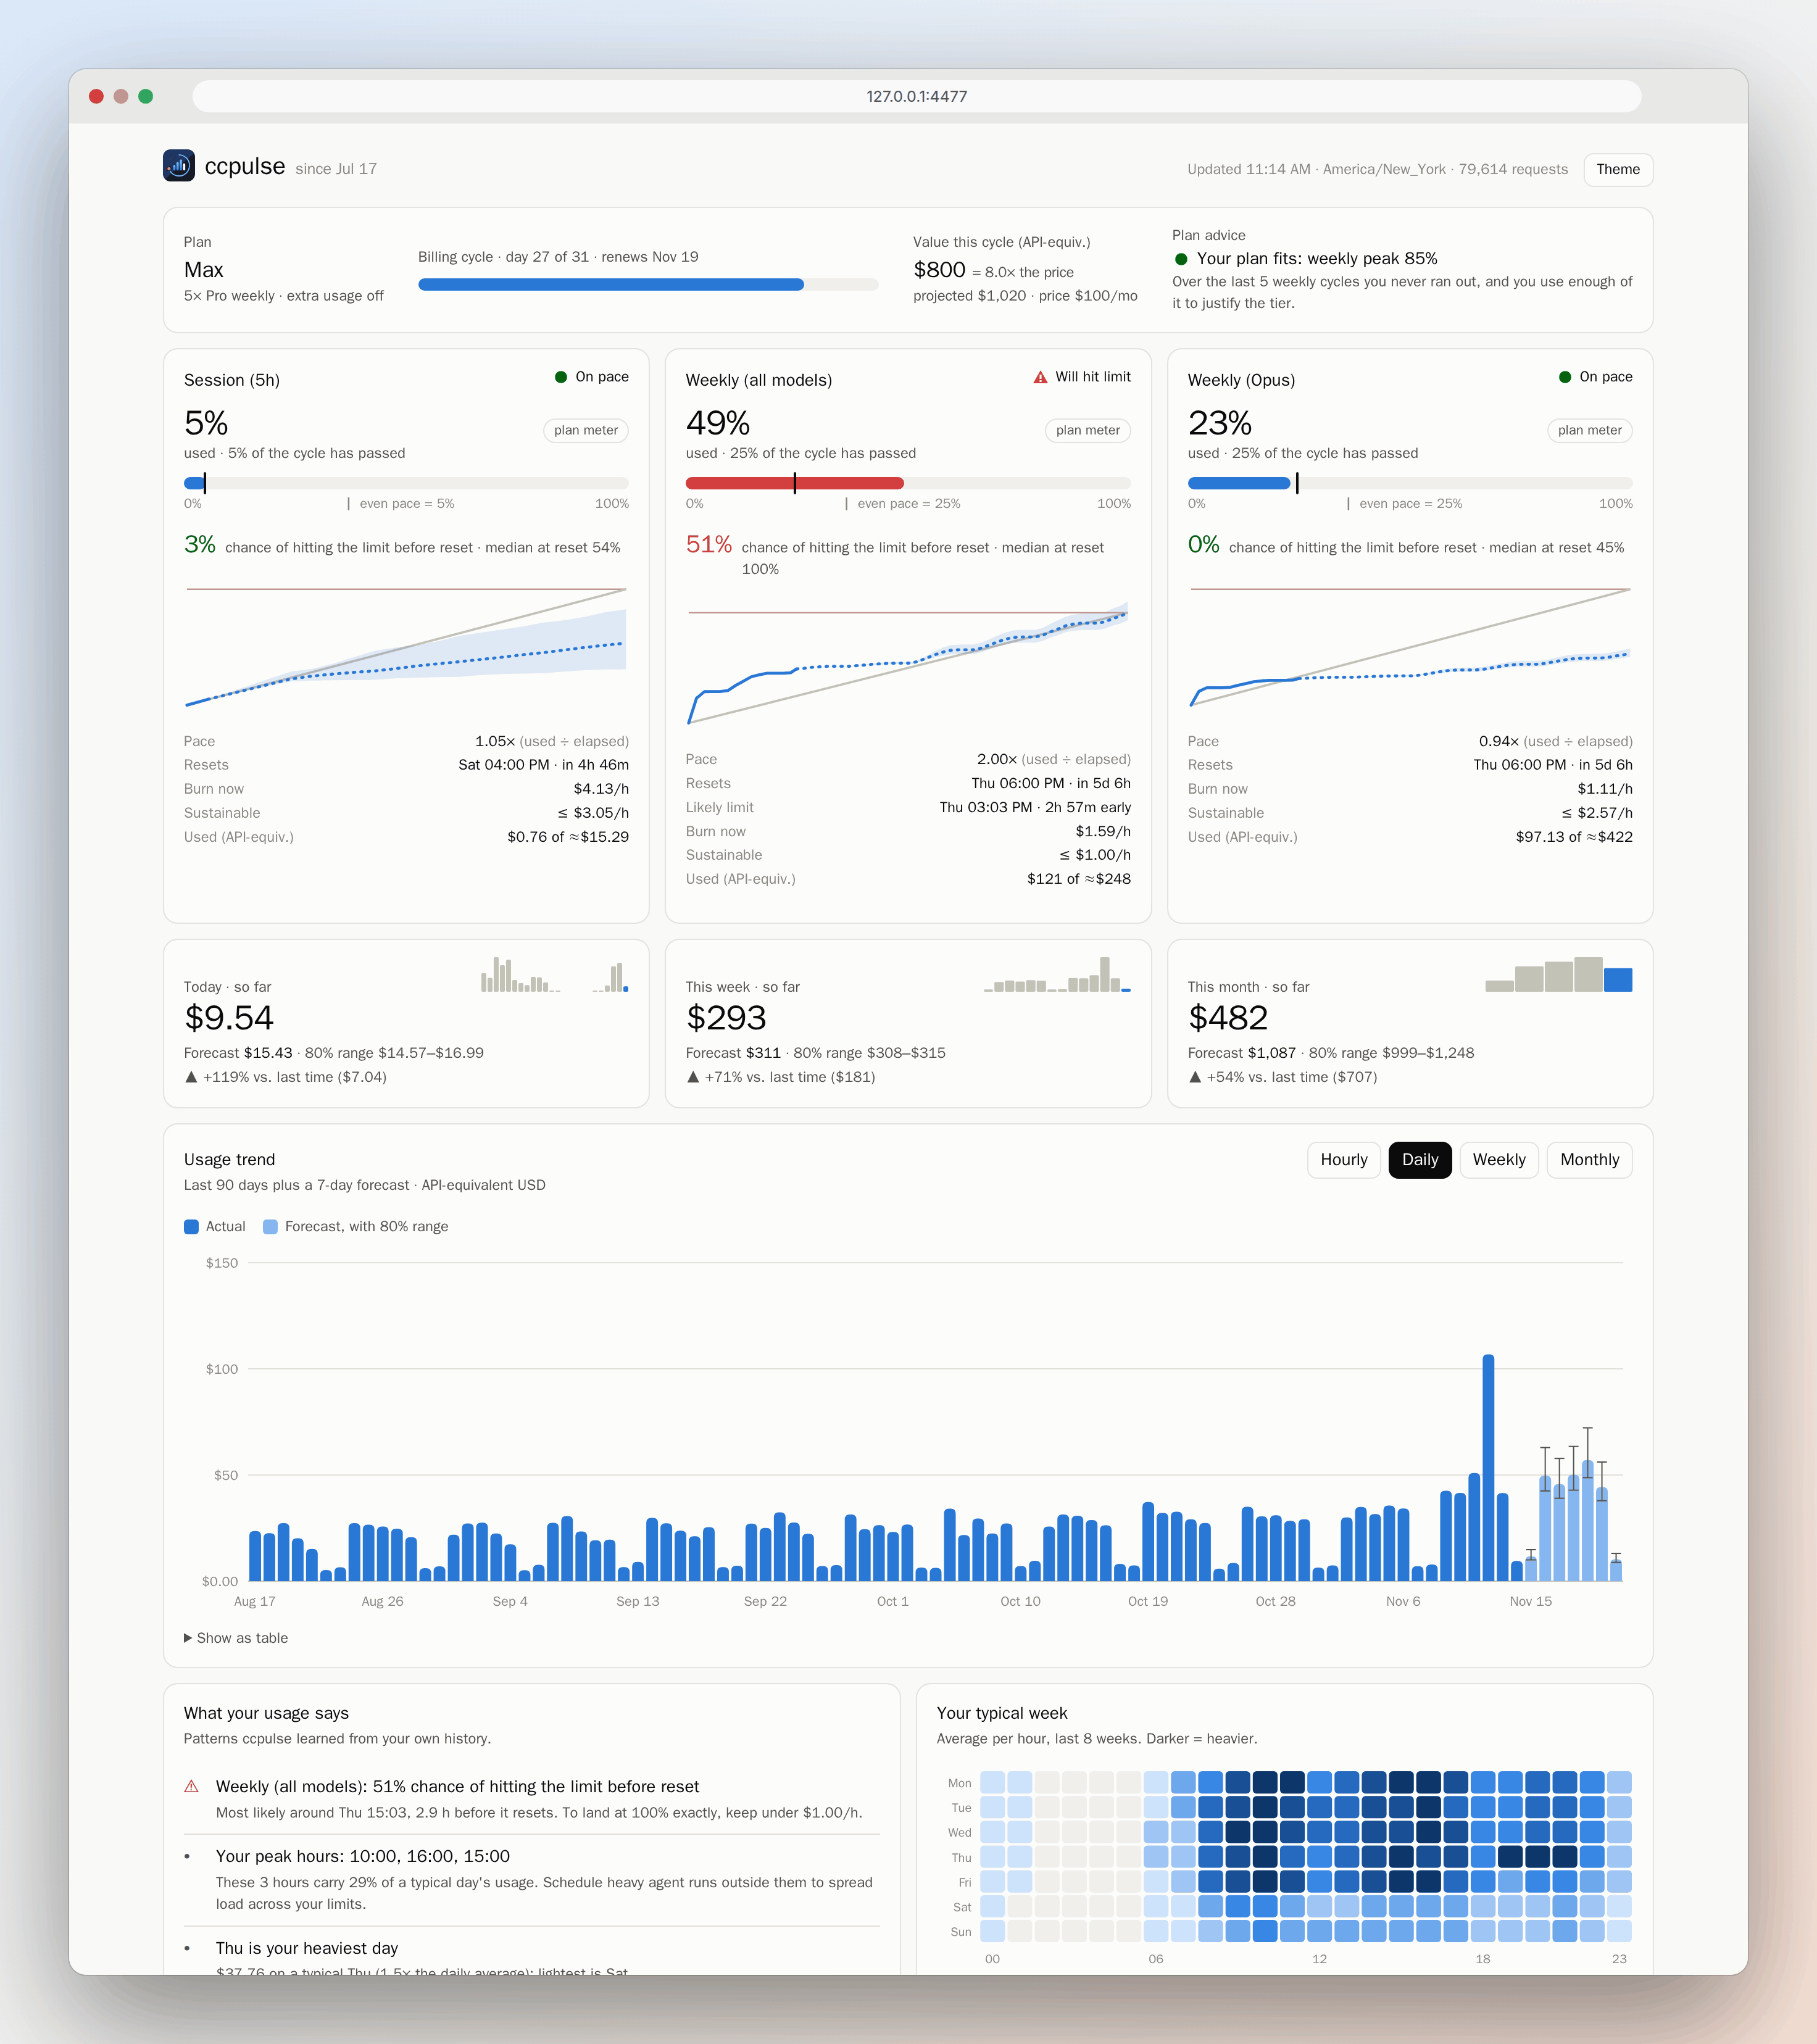 127.0.0.1:4477
ccpulse since Jul 17
Updated 11:14 AM · America/New_York · 79,614 requests
Theme
Plan
Max
5× Pro weekly · extra usage off
Billing cycle · day 27 of 31 · renews Nov 19
Value this cycle (API-equiv.)
$800 = 8.0× the price
projected $1,020 · price $100/mo
Plan advice
Your plan fits: weekly peak 85%
Over the last 5 weekly cycles you never ran out, and you use enough of
it to justify the tier.
Session (5h)
On pace
5%
plan meter
used · 5% of the cycle has passed
0% | even pace = 5% 100%
3% chance of hitting the limit before reset · median at reset 54%
Pace 1.05× (used ÷ elapsed)
Resets Sat 04:00 PM · in 4h 46m
Burn now $4.13/h
Sustainable ≤ $3.05/h
Used (API-equiv.) $0.76 of ≈$15.29
Weekly (all models)
Will hit limit
49%
plan meter
used · 25% of the cycle has passed
0% | even pace = 25% 100%
51% chance of hitting the limit before reset · median at reset
100%
Pace 2.00× (used ÷ elapsed)
Resets Thu 06:00 PM · in 5d 6h
Likely limit Thu 03:03 PM · 2h 57m early
Burn now $1.59/h
Sustainable ≤ $1.00/h
Used (API-equiv.) $121 of ≈$248
Weekly (Opus)
On pace
23%
plan meter
used · 25% of the cycle has passed
0% | even pace = 25% 100%
0% chance of hitting the limit before reset · median at reset 45%
Pace 0.94× (used ÷ elapsed)
Resets Thu 06:00 PM · in 5d 6h
Burn now $1.11/h
Sustainable ≤ $2.57/h
Used (API-equiv.) $97.13 of ≈$422
Today · so far
$9.54
Forecast $15.43 · 80% range $14.57–$16.99
▲ +119% vs. last time ($7.04)
This week · so far
$293
Forecast $311 · 80% range $308–$315
▲ +71% vs. last time ($181)
This month · so far
$482
Forecast $1,087 · 80% range $999–$1,248
▲ +54% vs. last time ($707)
Usage trend
Last 90 days plus a 7-day forecast · API-equivalent USD
Hourly Daily Weekly Monthly
Actual Forecast, with 80% range
$150
$100
$50
$0.00
Aug 17 Aug 26 Sep 4 Sep 13 Sep 22 Oct 1 Oct 10 Oct 19 Oct 28 Nov 6 Nov 15
▶ Show as table
What your usage says
Patterns ccpulse learned from your own history.
Weekly (all models): 51% chance of hitting the limit before reset
Most likely around Thu 15:03, 2.9 h before it resets. To land at 100% exactly, keep under $1.00/h.
• Your peak hours: 10:00, 16:00, 15:00
These 3 hours carry 29% of a typical day's usage. Schedule heavy agent runs outside them to spread
load across your limits.
• Thu is your heaviest day
$37.76 on a typical Thu (1.5× the daily average); lightest is Sat.
Your typical week
Average per hour, last 8 weeks. Darker = heavier.
Mon
Tue
Wed
Thu
Fri
Sat
Sun
00 06 12 18 23